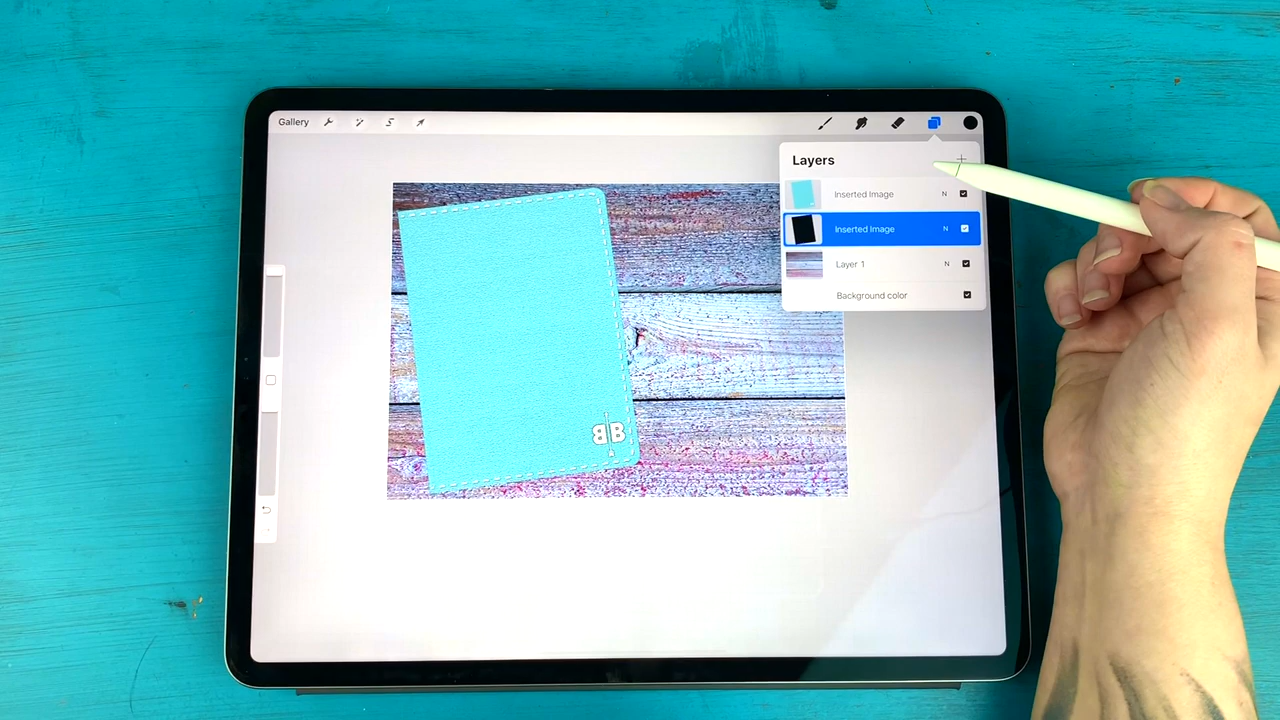 Gallery
Layers
Inserted Image N
Inserted Image N
Layer 1 N
Background color
BB